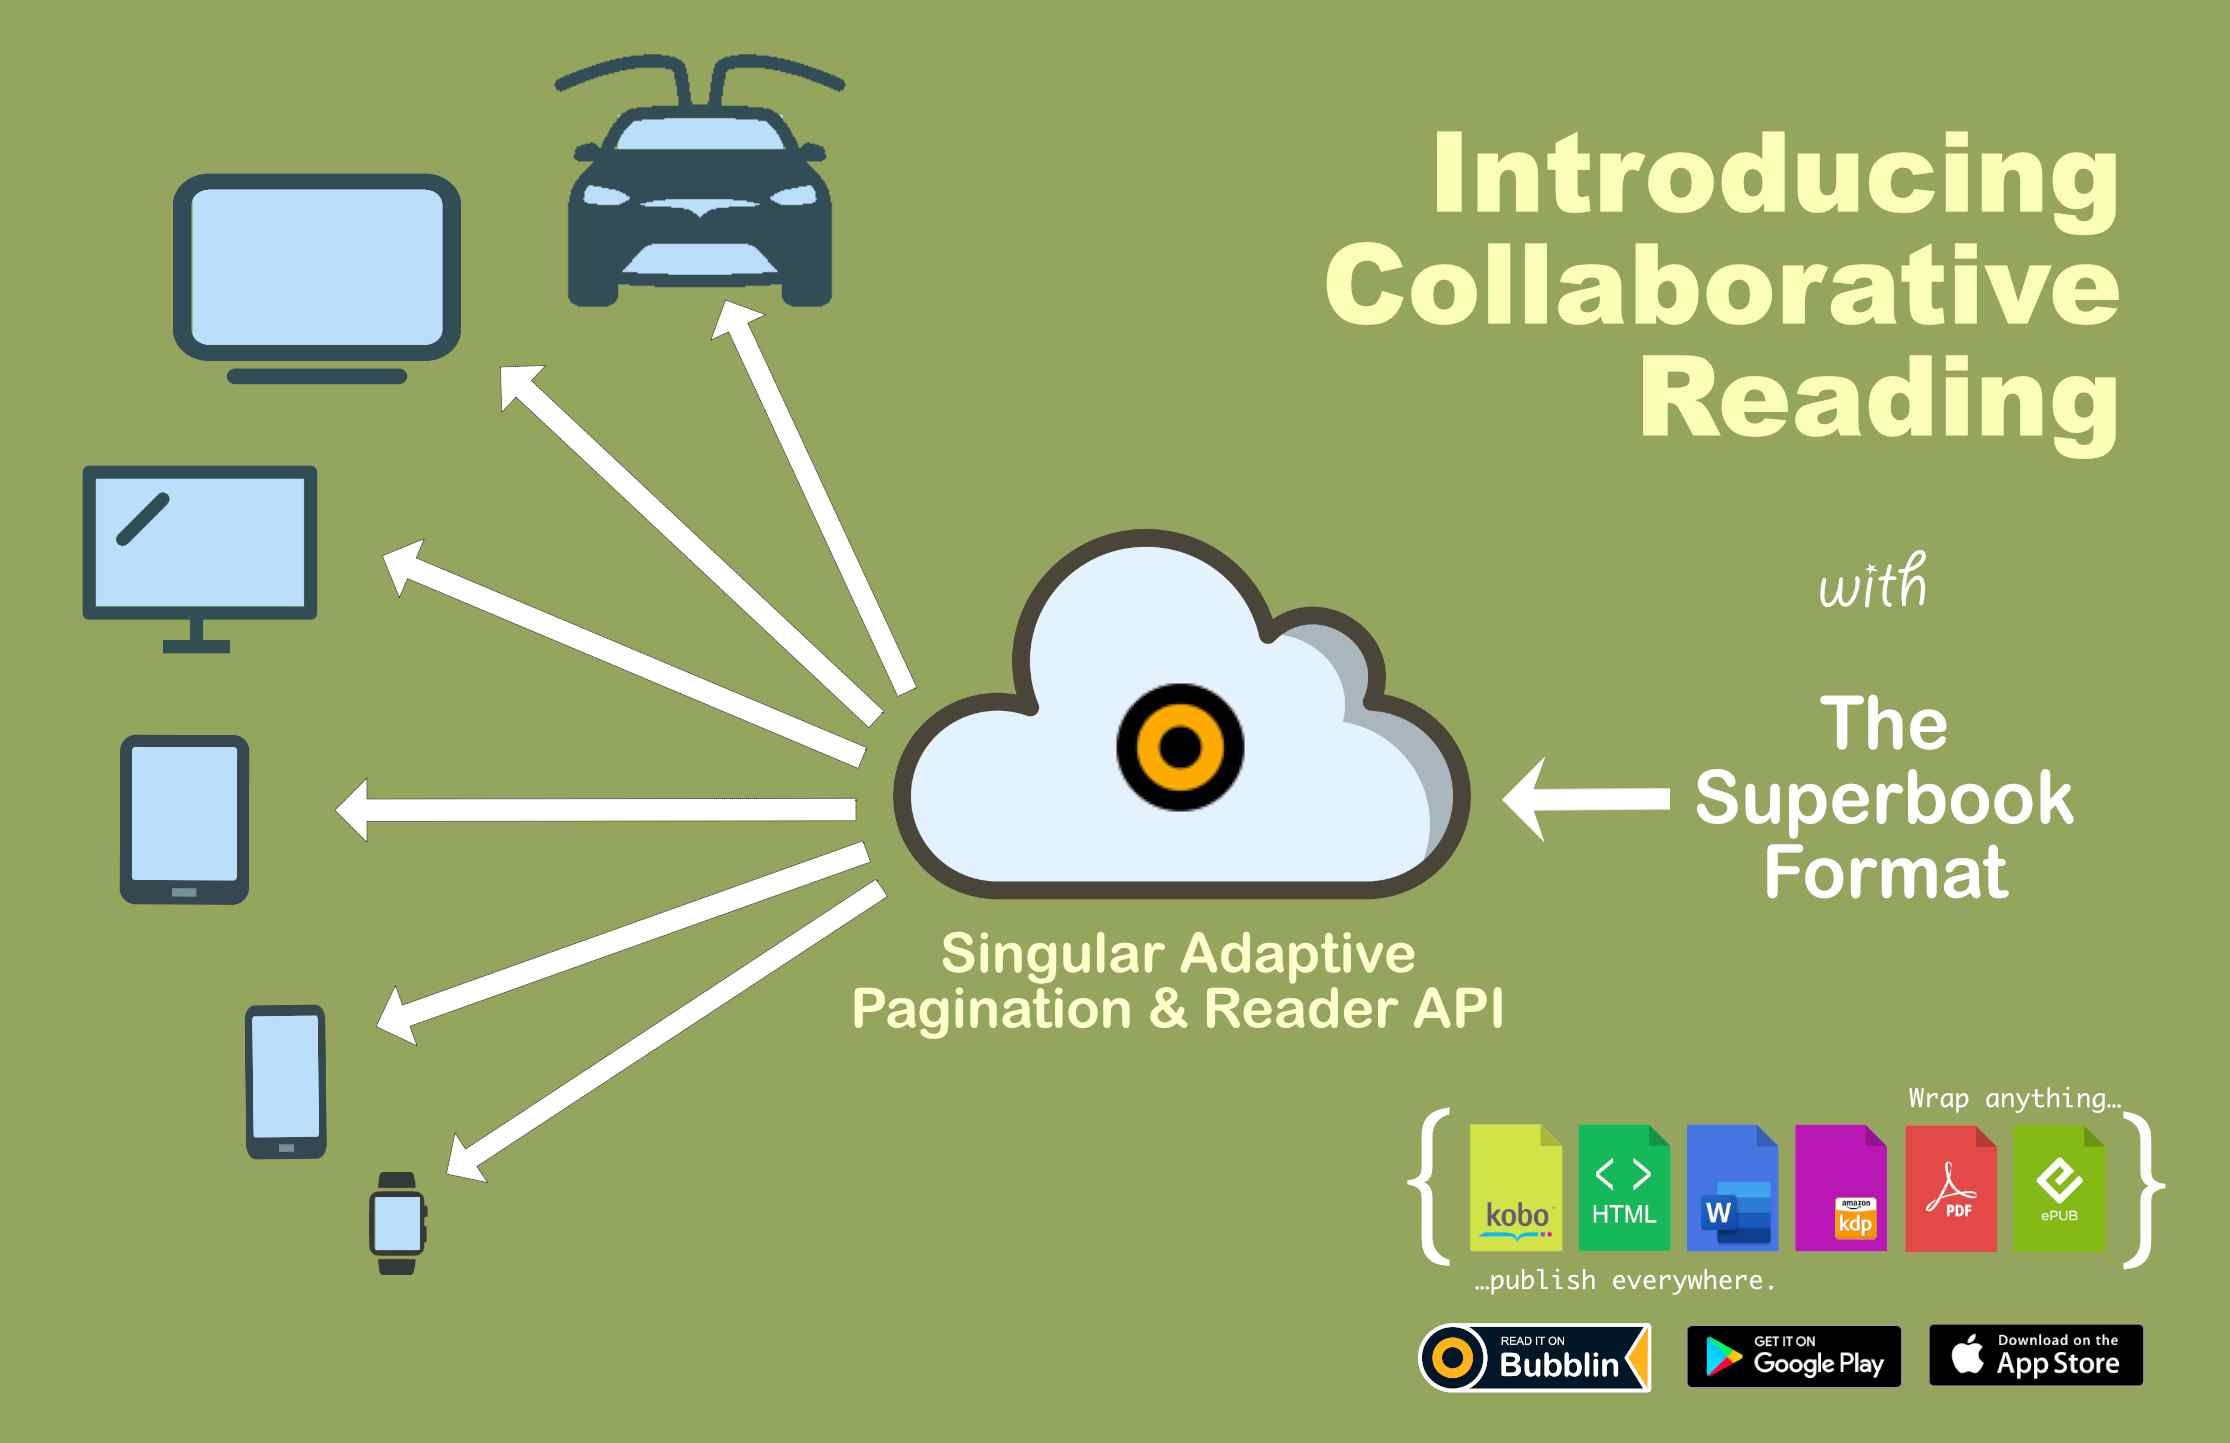 Introducing
Collaborative
Reading
with
The
Superbook
Format
Singular Adaptive
Pagination & Reader API
Wrap anything…
kobo
HTML
W
amazon
kdp
PDF
ePUB
…publish everywhere.
READ IT ON
Bubblin
GET IT ON
Google Play
Download on the
App Store